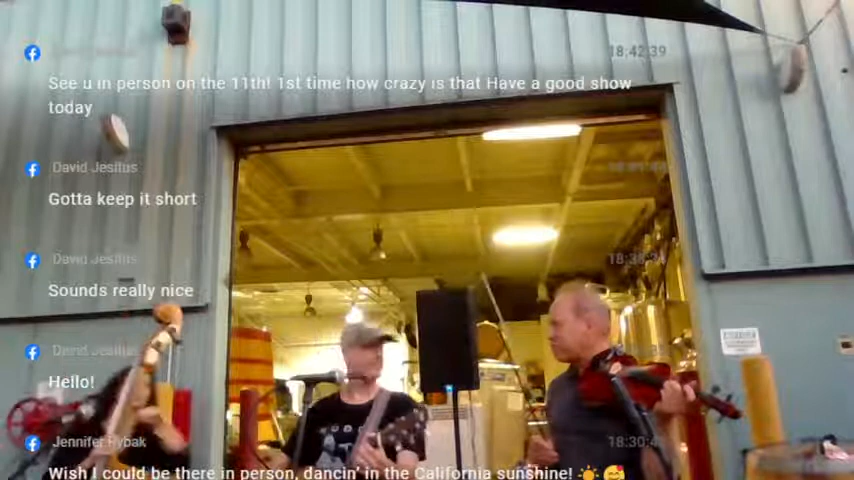 18:42:39
See u in person on the 11th! 1st time how crazy is that Have a good show
today
David Jesitus
Gotta keep it short
David Jesitus
Sounds really nice
David Jesitus
Hello!
Jennifer Rybak
Wish I could be there in person, dancin' in the California sunshine! ☀️🥰